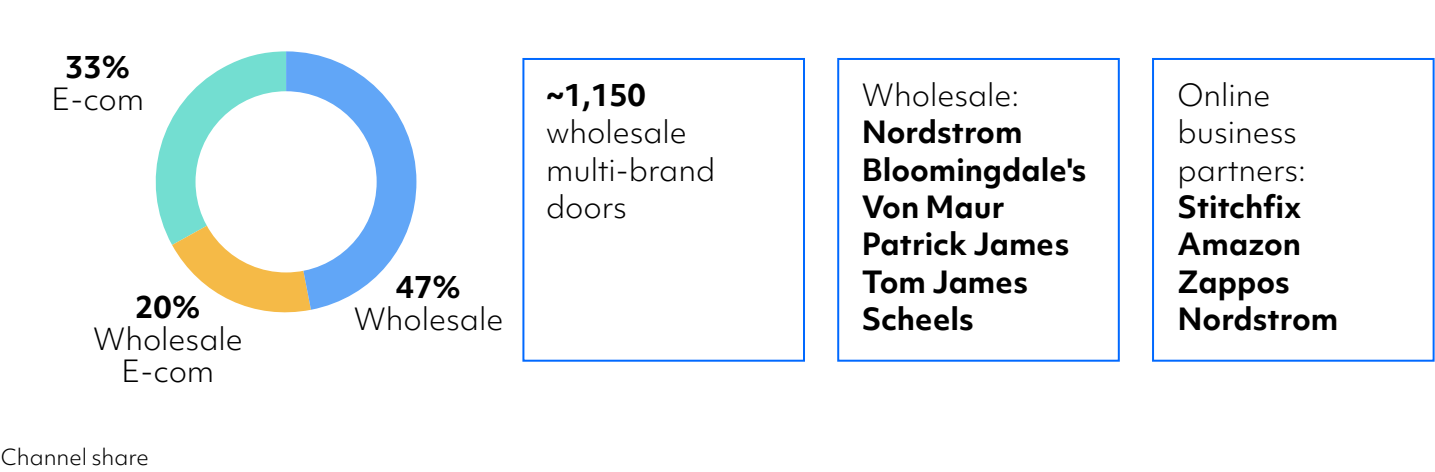 33%
E-com
20%
Wholesale
E-com
47%
Wholesale
~1,150
wholesale
multi-brand
doors
Wholesale:
Nordstrom
Bloomingdale's
Von Maur
Patrick James
Tom James
Scheels
Online
business
partners:
Stitchfix
Amazon
Zappos
Nordstrom
Channel share